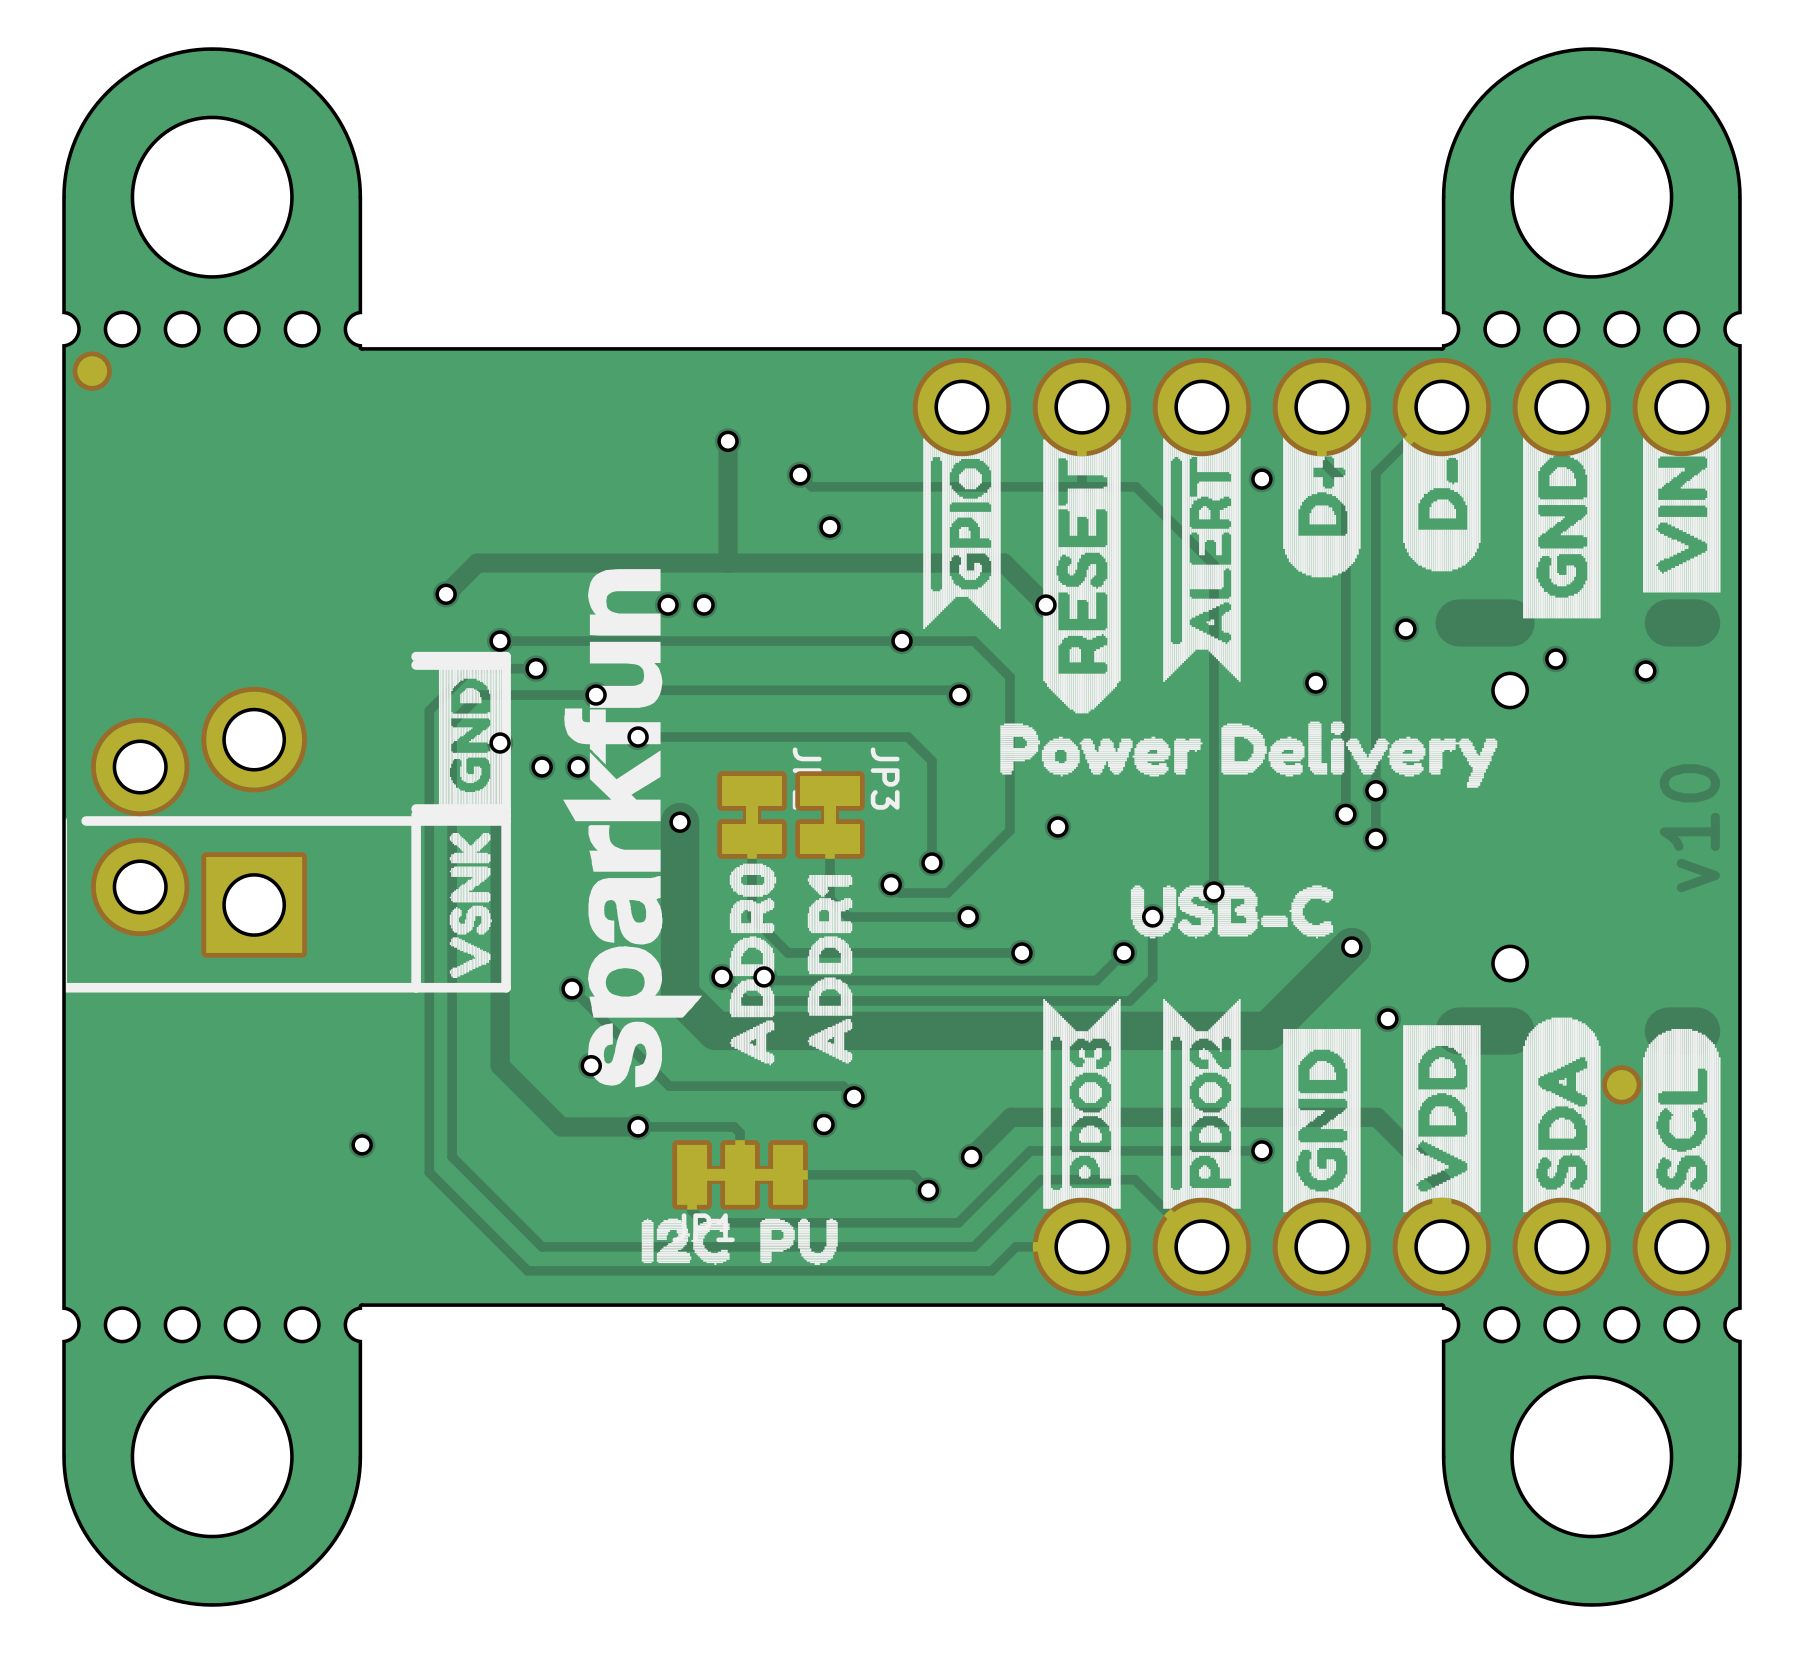 GPIO
RESET
ALERT
D+
D-
GND
VIN
sparkfun
GND
VSNK
JP3
Power Delivery
v10
ADDR0
ADDR1
USB-C
PDO3
PDO2
GND
VDD
SDA
SCL
JP1
I2C PU